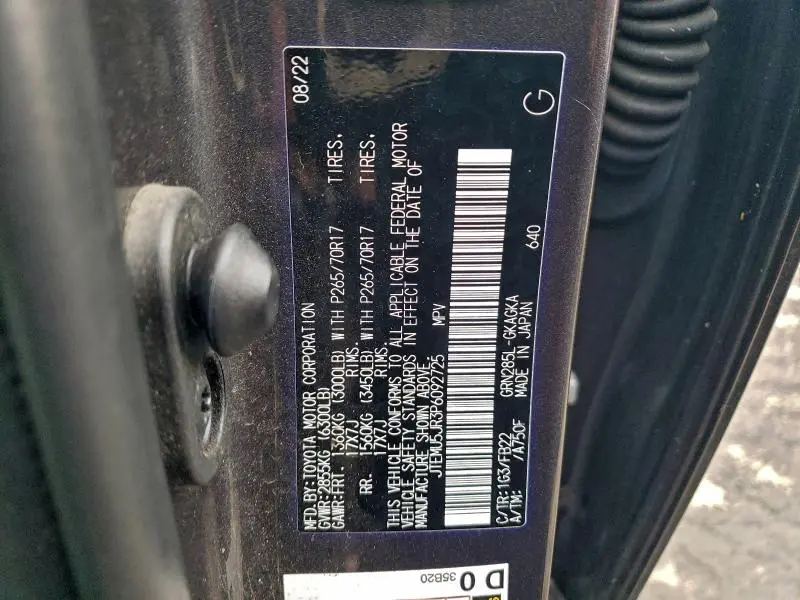 08/22
MFD.BY:TOYOTA MOTOR CORPORATION
GVWR:2855KG (6300LB)
GAWR:FRT. 1360KG (3000LB) WITH P265/70R17 TIRES,
17X7J RIMS,
RR. 1560KG (3450LB) WITH P265/70R17 TIRES,
17X7J RIMS.
THIS VEHICLE CONFORMS TO ALL APPLICABLE FEDERAL MOTOR
VEHICLE SAFETY STANDARDS IN EFFECT ON THE DATE OF
MANUFACTURE SHOWN ABOVE.
JTEMU5JR3P6092725 MPV
C/TR:1G3/FB22 GRN285L-GKAGKA 640
A/TM: /A750F MADE IN JAPAN
G
D 0
35B20